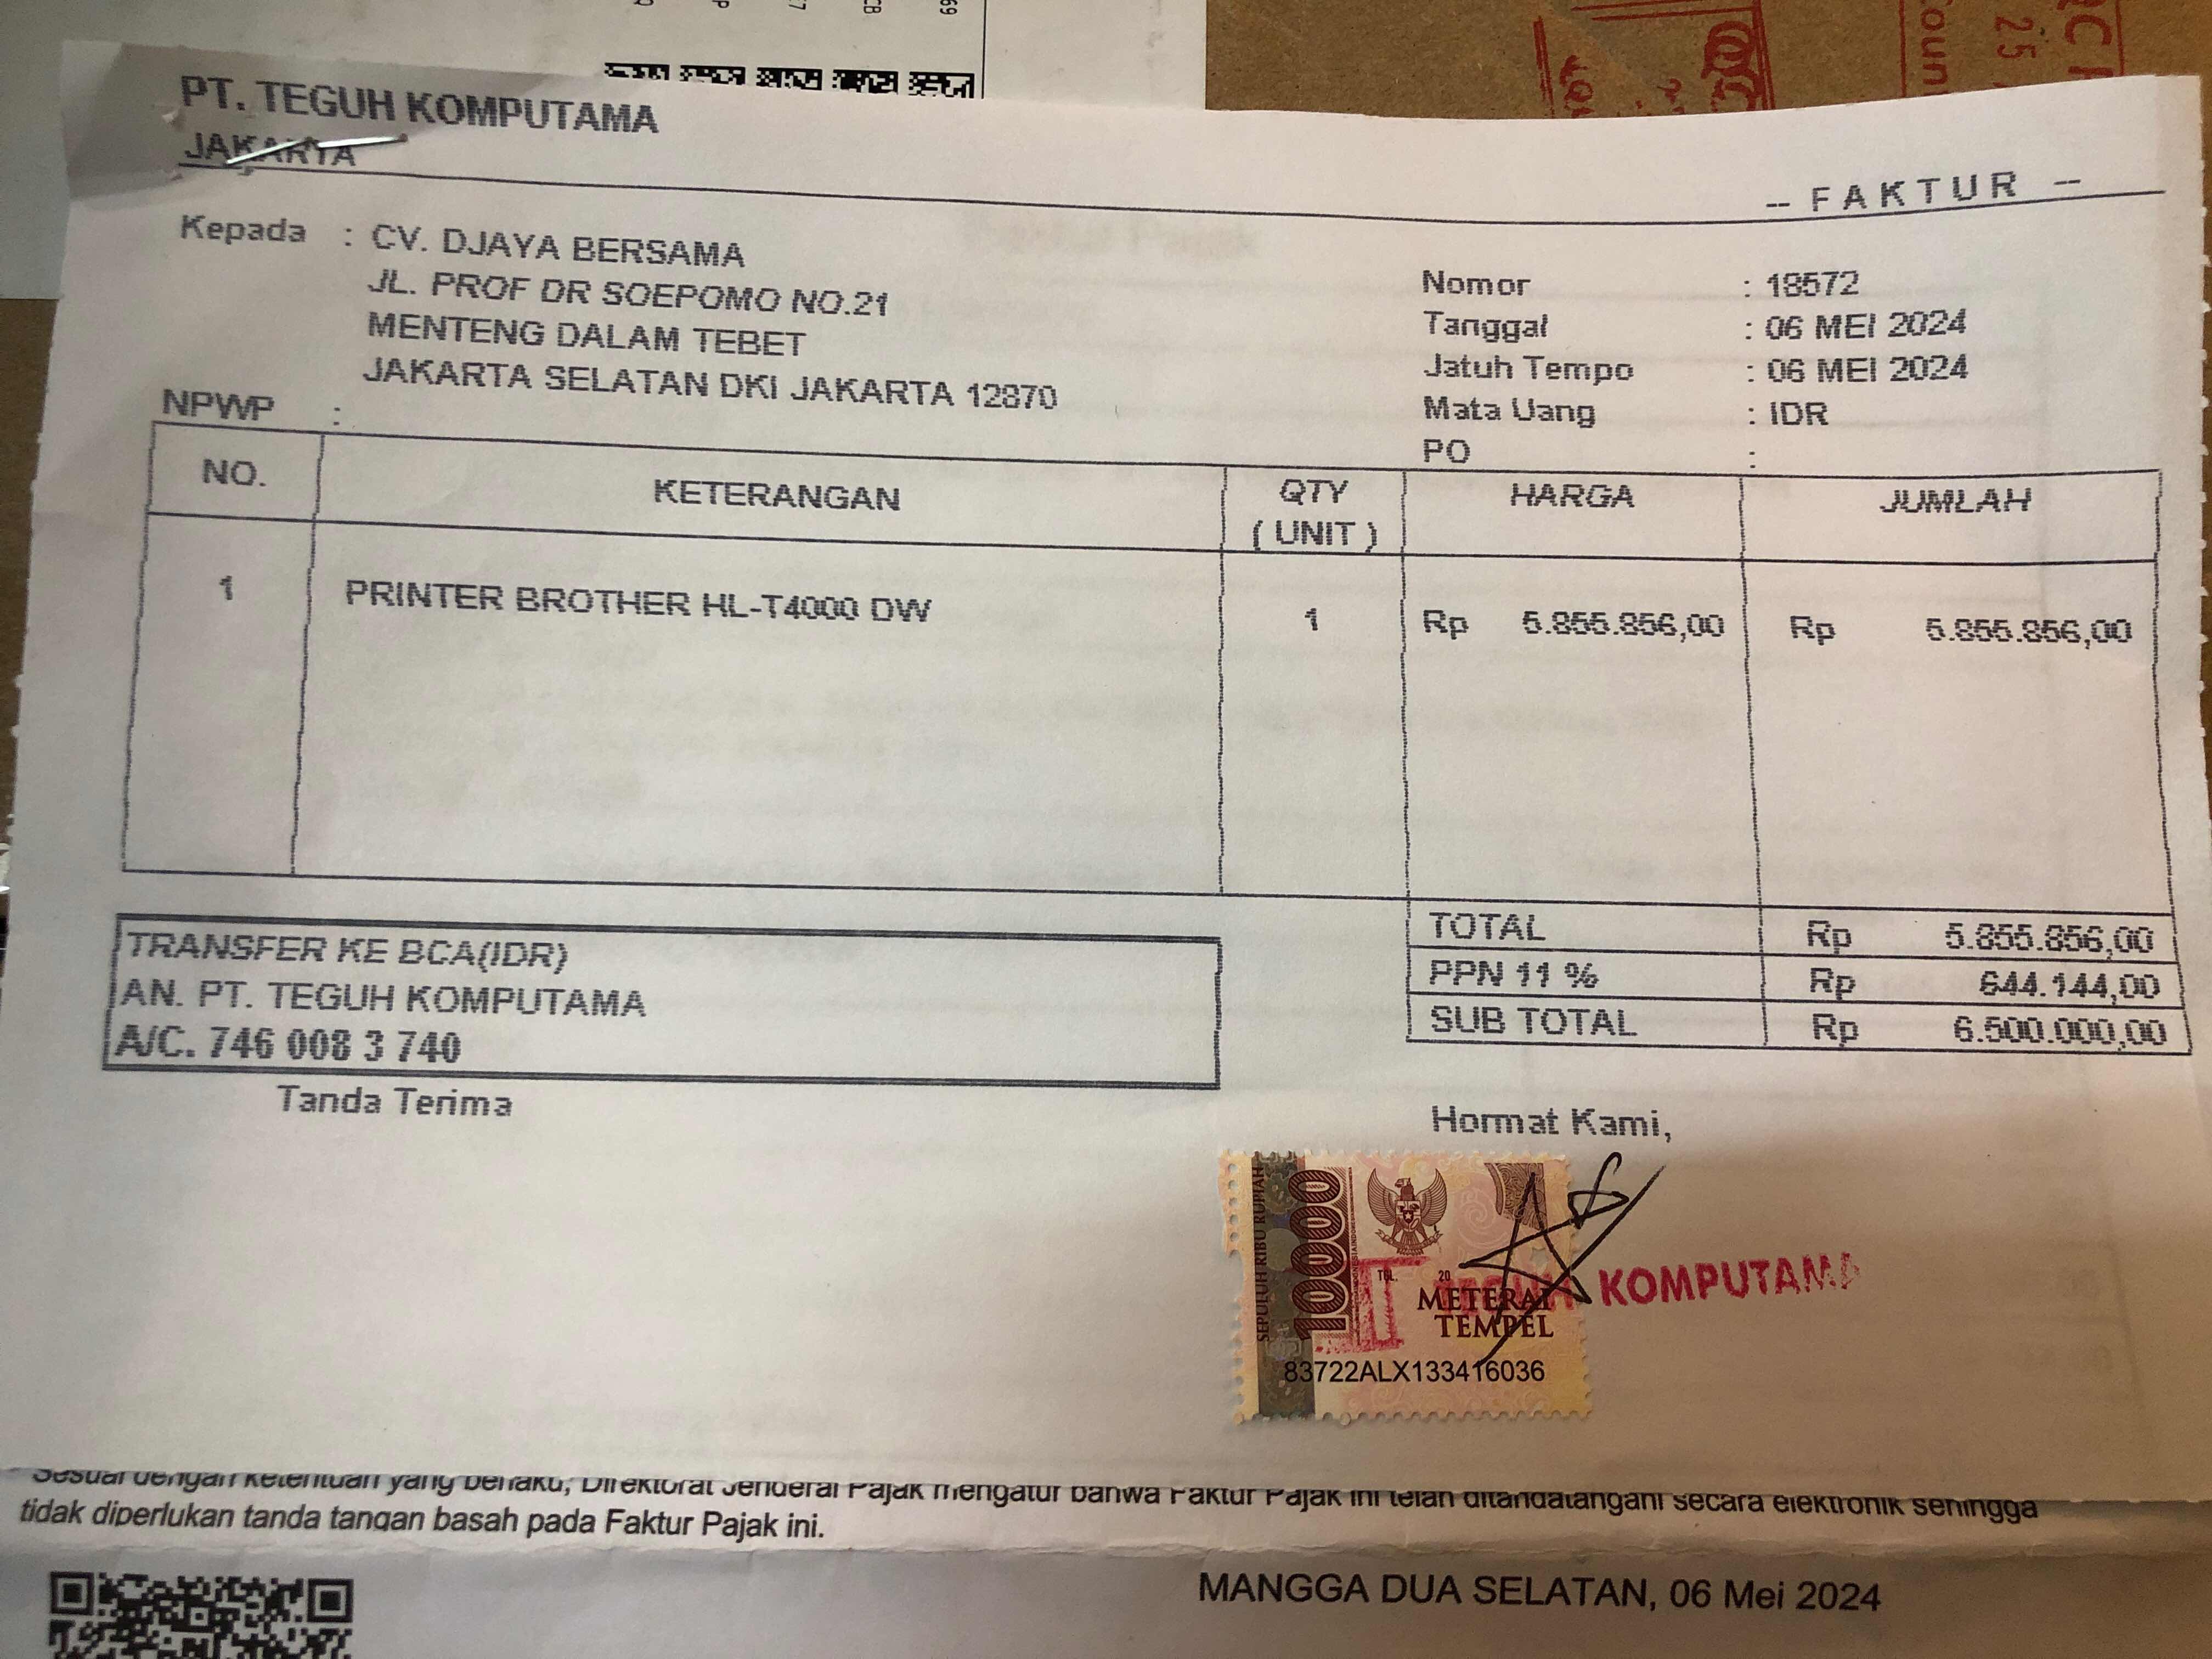 PT. TEGUH KOMPUTAMA
JAKARTA
-- FAKTUR --
Kepada : CV. DJAYA BERSAMA
JL. PROF DR SOEPOMO NO.21
MENTENG DALAM TEBET
JAKARTA SELATAN DKI JAKARTA 12870
NPWP :
Nomor : 18572
Tanggal : 06 MEI 2024
Jatuh Tempo : 06 MEI 2024
Mata Uang : IDR
PO :
NO. KETERANGAN QTY ( UNIT ) HARGA JUMLAH
1 PRINTER BROTHER HL-T4000 DW 1 Rp 5.855.856,00 Rp 5.855.856,00
TOTAL Rp 5.855.856,00
PPN 11 % Rp 644.144,00
SUB TOTAL Rp 6.500.000,00
TRANSFER KE BCA(IDR)
AN. PT. TEGUH KOMPUTAMA
A/C. 746 008 3 740
Tanda Terima
Hormat Kami,
SEPULUH RIBU RUPIAH
10000
TGL. 20
METERAI
TEMPEL
83722ALX133416036
TEGUH KOMPUTAMA
Sesuai dengan ketentuan yang berlaku, Direktorat Jenderal Pajak mengatur bahwa Faktur Pajak ini telah ditandatangani secara elektronik sehingga
tidak diperlukan tanda tangan basah pada Faktur Pajak ini.
MANGGA DUA SELATAN, 06 Mei 2024